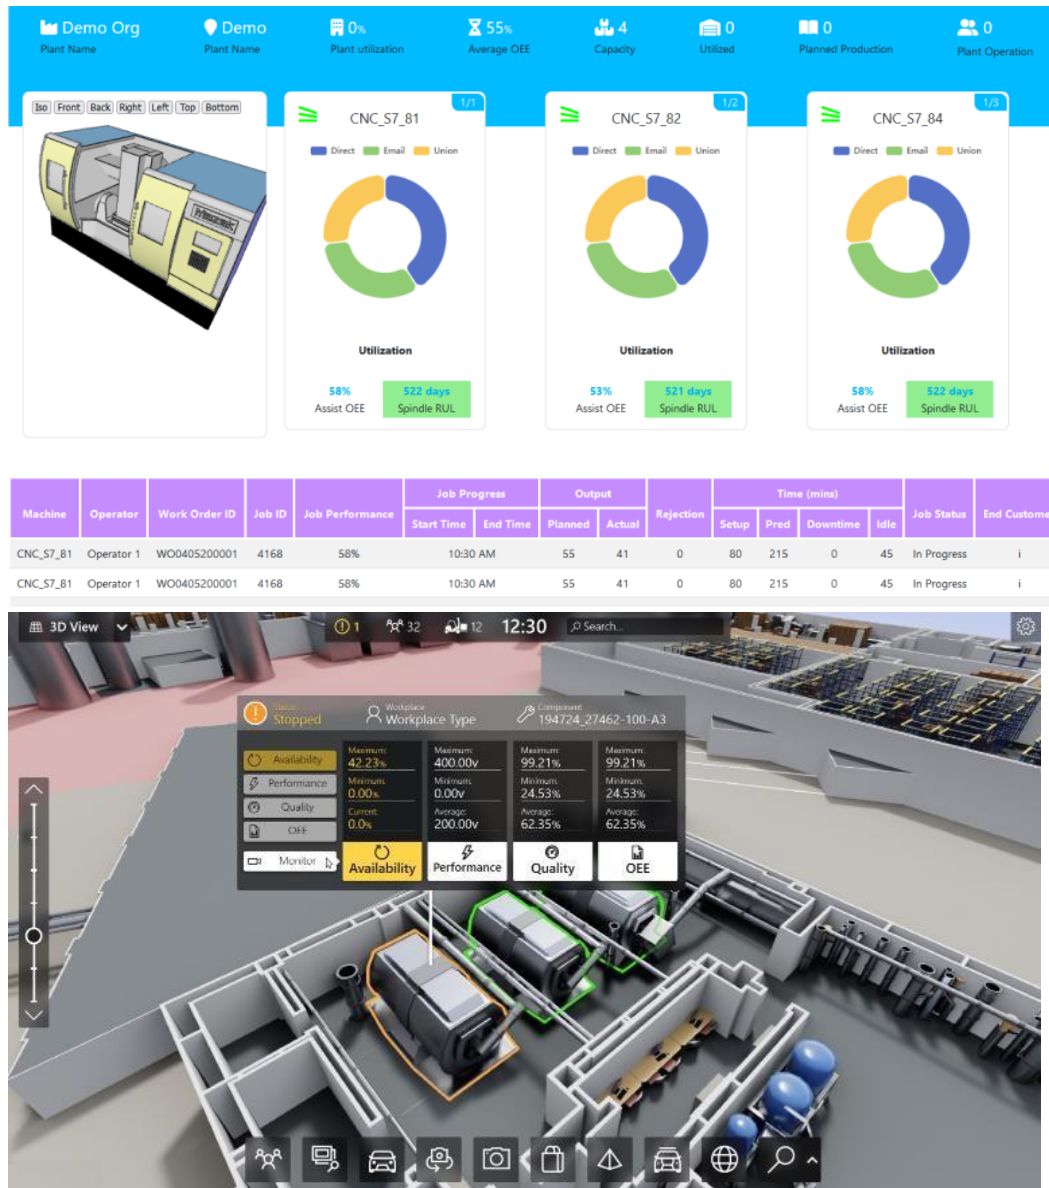 Demo Org
Plant Name
Demo
Plant Name
0%
Plant utilization
55%
Average OEE
4
Capacity
0
Utilized
0
Planned Production
0
Plant Operation
Iso Front Back Right Left Top Bottom
1/1
CNC_S7_81
Direct Email Union
Utilization
58%
Assist OEE
522 days
Spindle RUL
1/2
CNC_S7_82
Direct Email Union
Utilization
53%
Assist OEE
521 days
Spindle RUL
1/3
CNC_S7_84
Direct Email Union
Utilization
58%
Assist OEE
522 days
Spindle RUL
Machine Operator Work Order ID Job ID Job Performance Job Progress Output Rejection Time (mins) Job Status End Custome
Start Time End Time Planned Actual Setup Pred Downtime Idle
CNC_S7_81 Operator 1 WO0405200001 4168 58% 10:30 AM 55 41 0 80 215 0 45 In Progress i
CNC_S7_81 Operator 1 WO0405200001 4168 58% 10:30 AM 55 41 0 80 215 0 45 In Progress i
3D View 1 32 12 12:30 Search...
Status
Stopped
Workplace
Workplace Type
Component
194724_27462-100-A3
Availability
Performance
Quality
OEE
Monitor
Maximum:
42.23%
Minimum:
0.00%
Current:
0.0%
Availability
Maximum:
400.00v
Minimum:
0.00v
Average:
200.00v
Performance
Maximum:
99.21%
Minimum:
24.53%
Average:
62.35%
Quality
Maximum:
99.21%
Minimum:
24.53%
Average:
62.35%
OEE